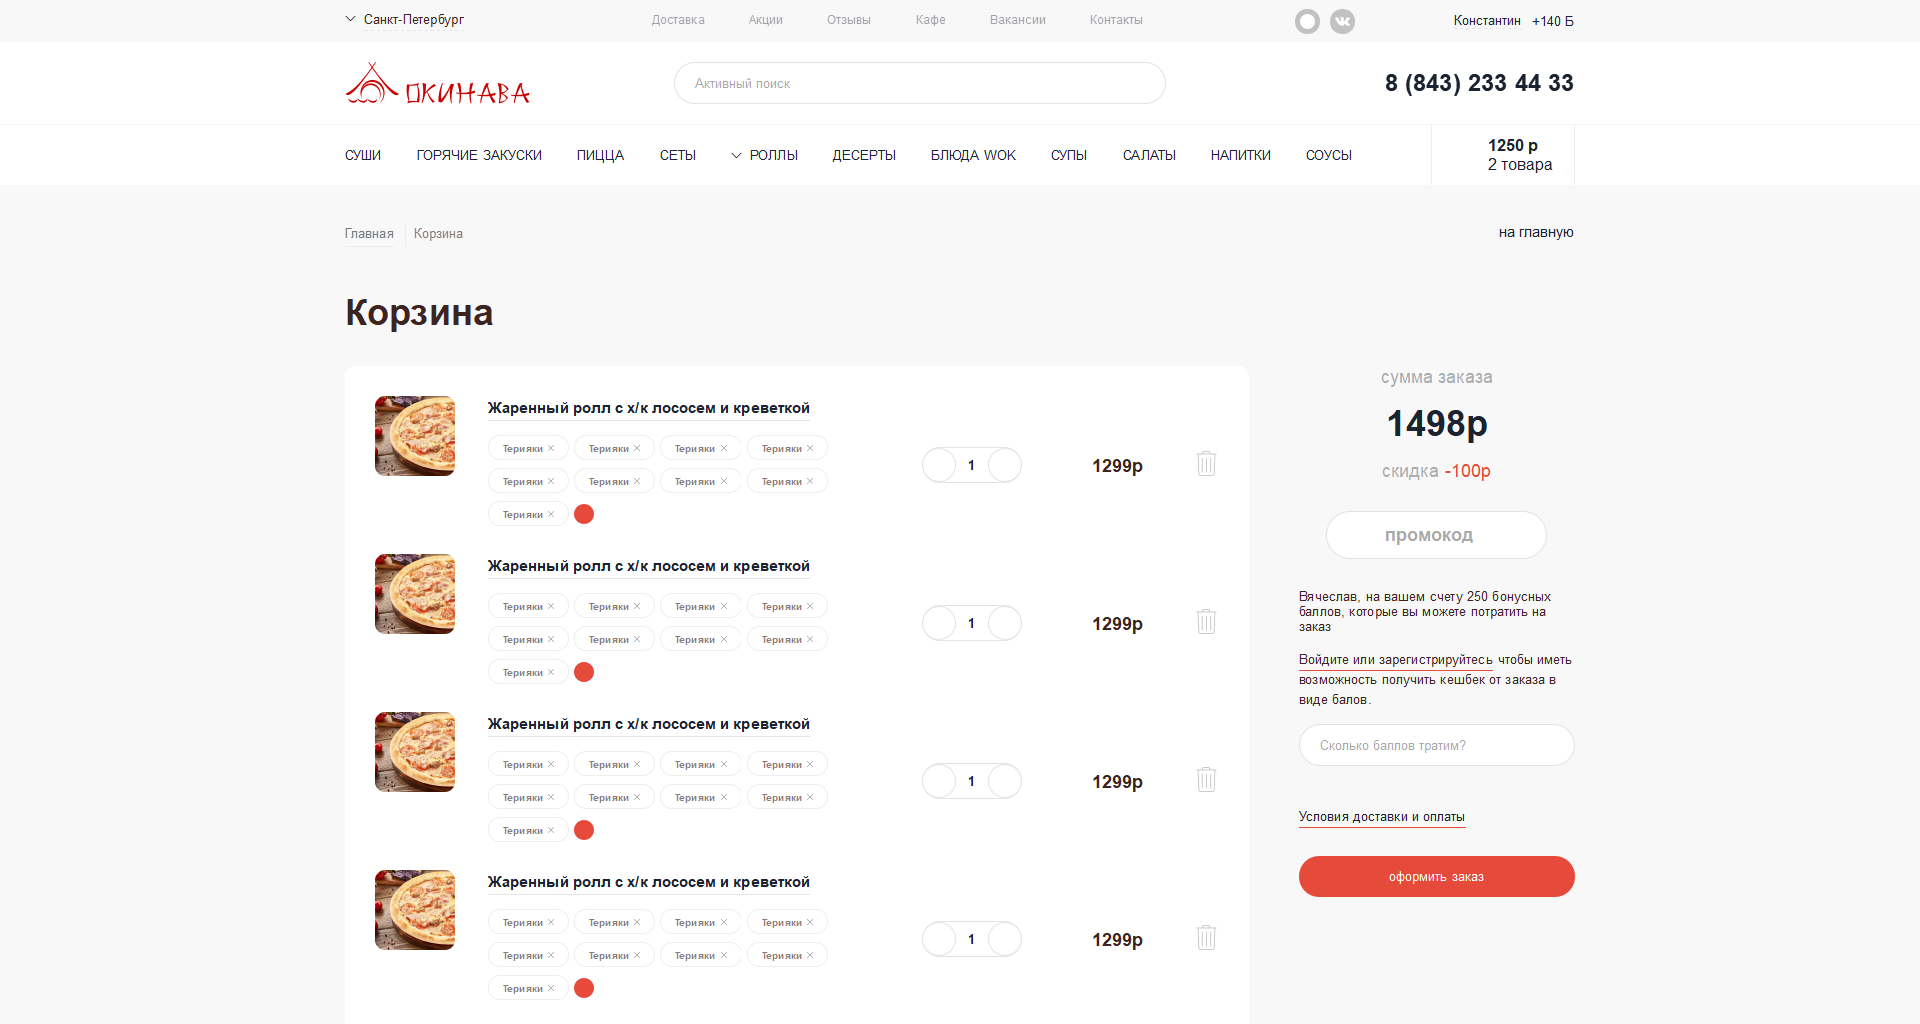 Санкт-Петербург
Доставка Акции Отзывы Кафе Вакансии Контакты
Константин +140 Б
ОКИНАВА
Активный поиск
8 (843) 233 44 33
СУШИ ГОРЯЧИЕ ЗАКУСКИ ПИЦЦА СЕТЫ РОЛЛЫ ДЕСЕРТЫ БЛЮДА WOK СУПЫ САЛАТЫ НАПИТКИ СОУСЫ
1250 р
2 товара
Главная Корзина
на главную
Корзина
Жаренный ролл с х/к лососем и креветкой
Терияки Терияки Терияки Терияки
Терияки Терияки Терияки Терияки
Терияки
1
1299р
Жаренный ролл с х/к лососем и креветкой
Терияки Терияки Терияки Терияки
Терияки Терияки Терияки Терияки
Терияки
1
1299р
Жаренный ролл с х/к лососем и креветкой
Терияки Терияки Терияки Терияки
Терияки Терияки Терияки Терияки
Терияки
1
1299р
Жаренный ролл с х/к лососем и креветкой
Терияки Терияки Терияки Терияки
Терияки Терияки Терияки Терияки
Терияки
1
1299р
сумма заказа
1498р
скидка -100р
промокод
Вячеслав, на вашем счету 250 бонусных
баллов, которые вы можете потратить на
заказ
Войдите или зарегистрируйтесь чтобы иметь
возможность получить кешбек от заказа в
виде балов.
Сколько баллов тратим?
Условия доставки и оплаты
оформить заказ